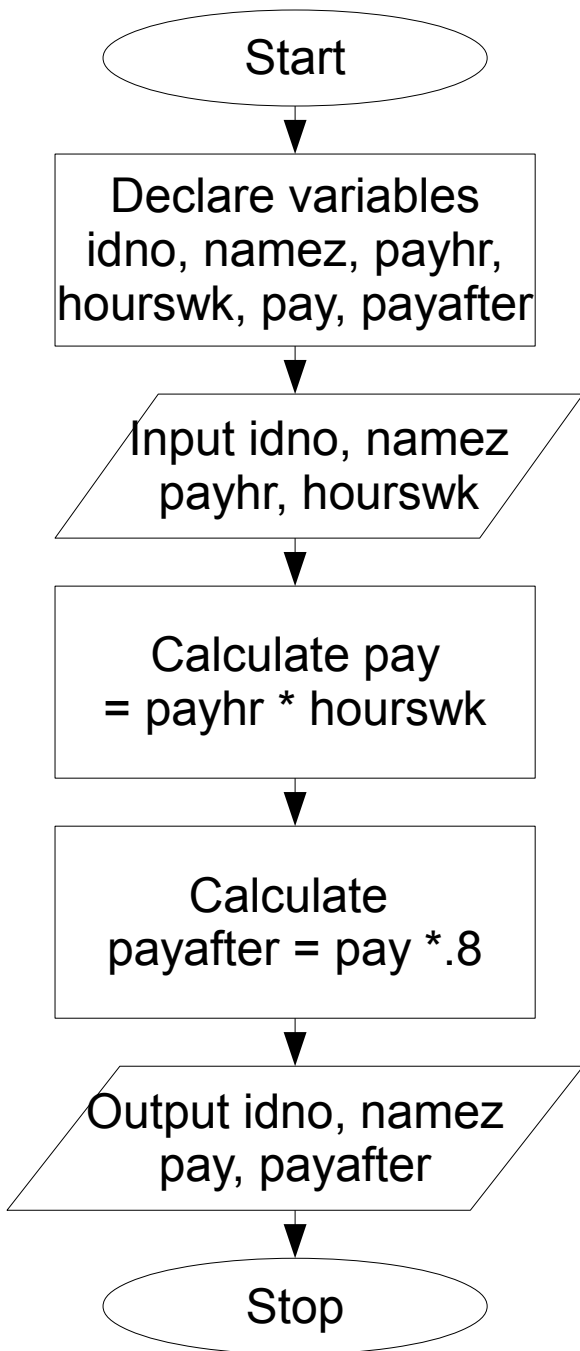 Start
Declare variables
idno, namez, payhr,
hourswk, pay, payafter
Input idno, namez
payhr, hourswk
Calculate pay
= payhr * hourswk
Calculate
payafter = pay *.8
Output idno, namez
pay, payafter
Stop